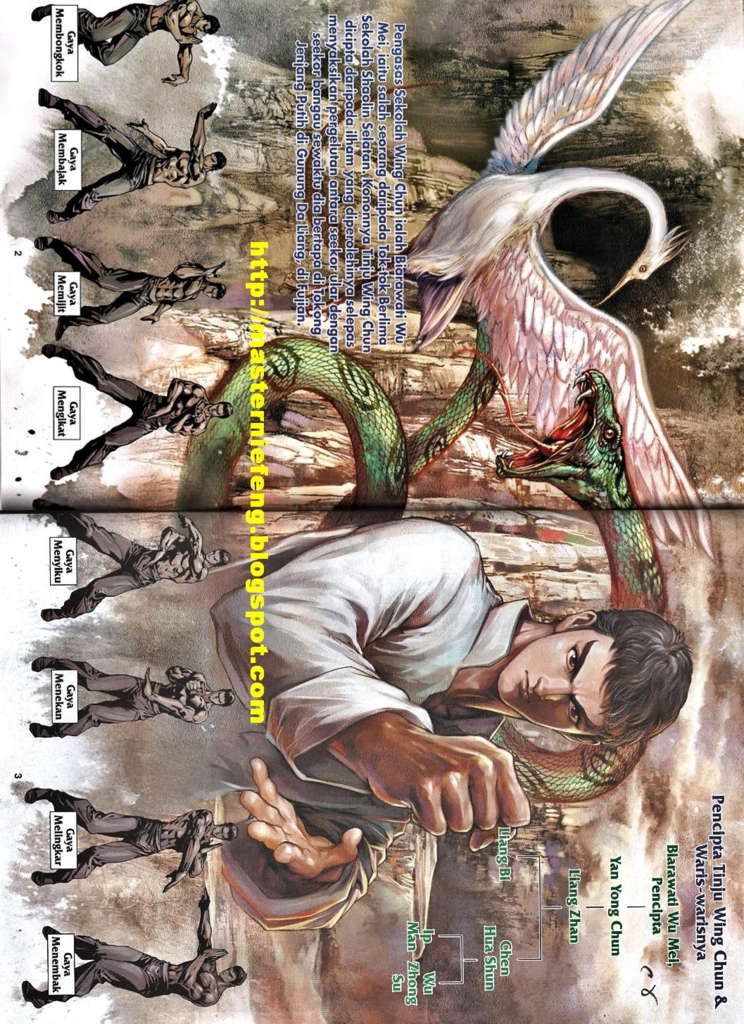 Pengasas Sekolah Wing Chun ialah Biarawati Wu
Mei, iaitu salah seorang daripada Tok-tok Berlima
Sekolah Shaolin Selatan. Konomnya Tinju Wing Chun
dicipta daripada ilham yang diperolehinya selepas
menyaksikan pergelutan antara seekor ular dengan
seekor bangau sewaktu dia bertapa di Tokong
Jenjang Putih, di Gunung Da Liang, di Fujian.
Pencipta Tinju Wing Chun &
Waris-warisnya
Biarawati Wu Mei,
Pencipta
Yan Yong Chun
Liang Zhan
Liang Bi
Chen
Hua Shun
Ip
Man
Wu
Zhong
Su
http://masterniefeng.blogspot.com
Gaya
Membongkok
Gaya
Membajak
Gaya
Memijit
Gaya
Mengikat
Gaya
Menyiku
Gaya
Menekan
Gaya
Melingkar
Gaya
Menembak
2
3